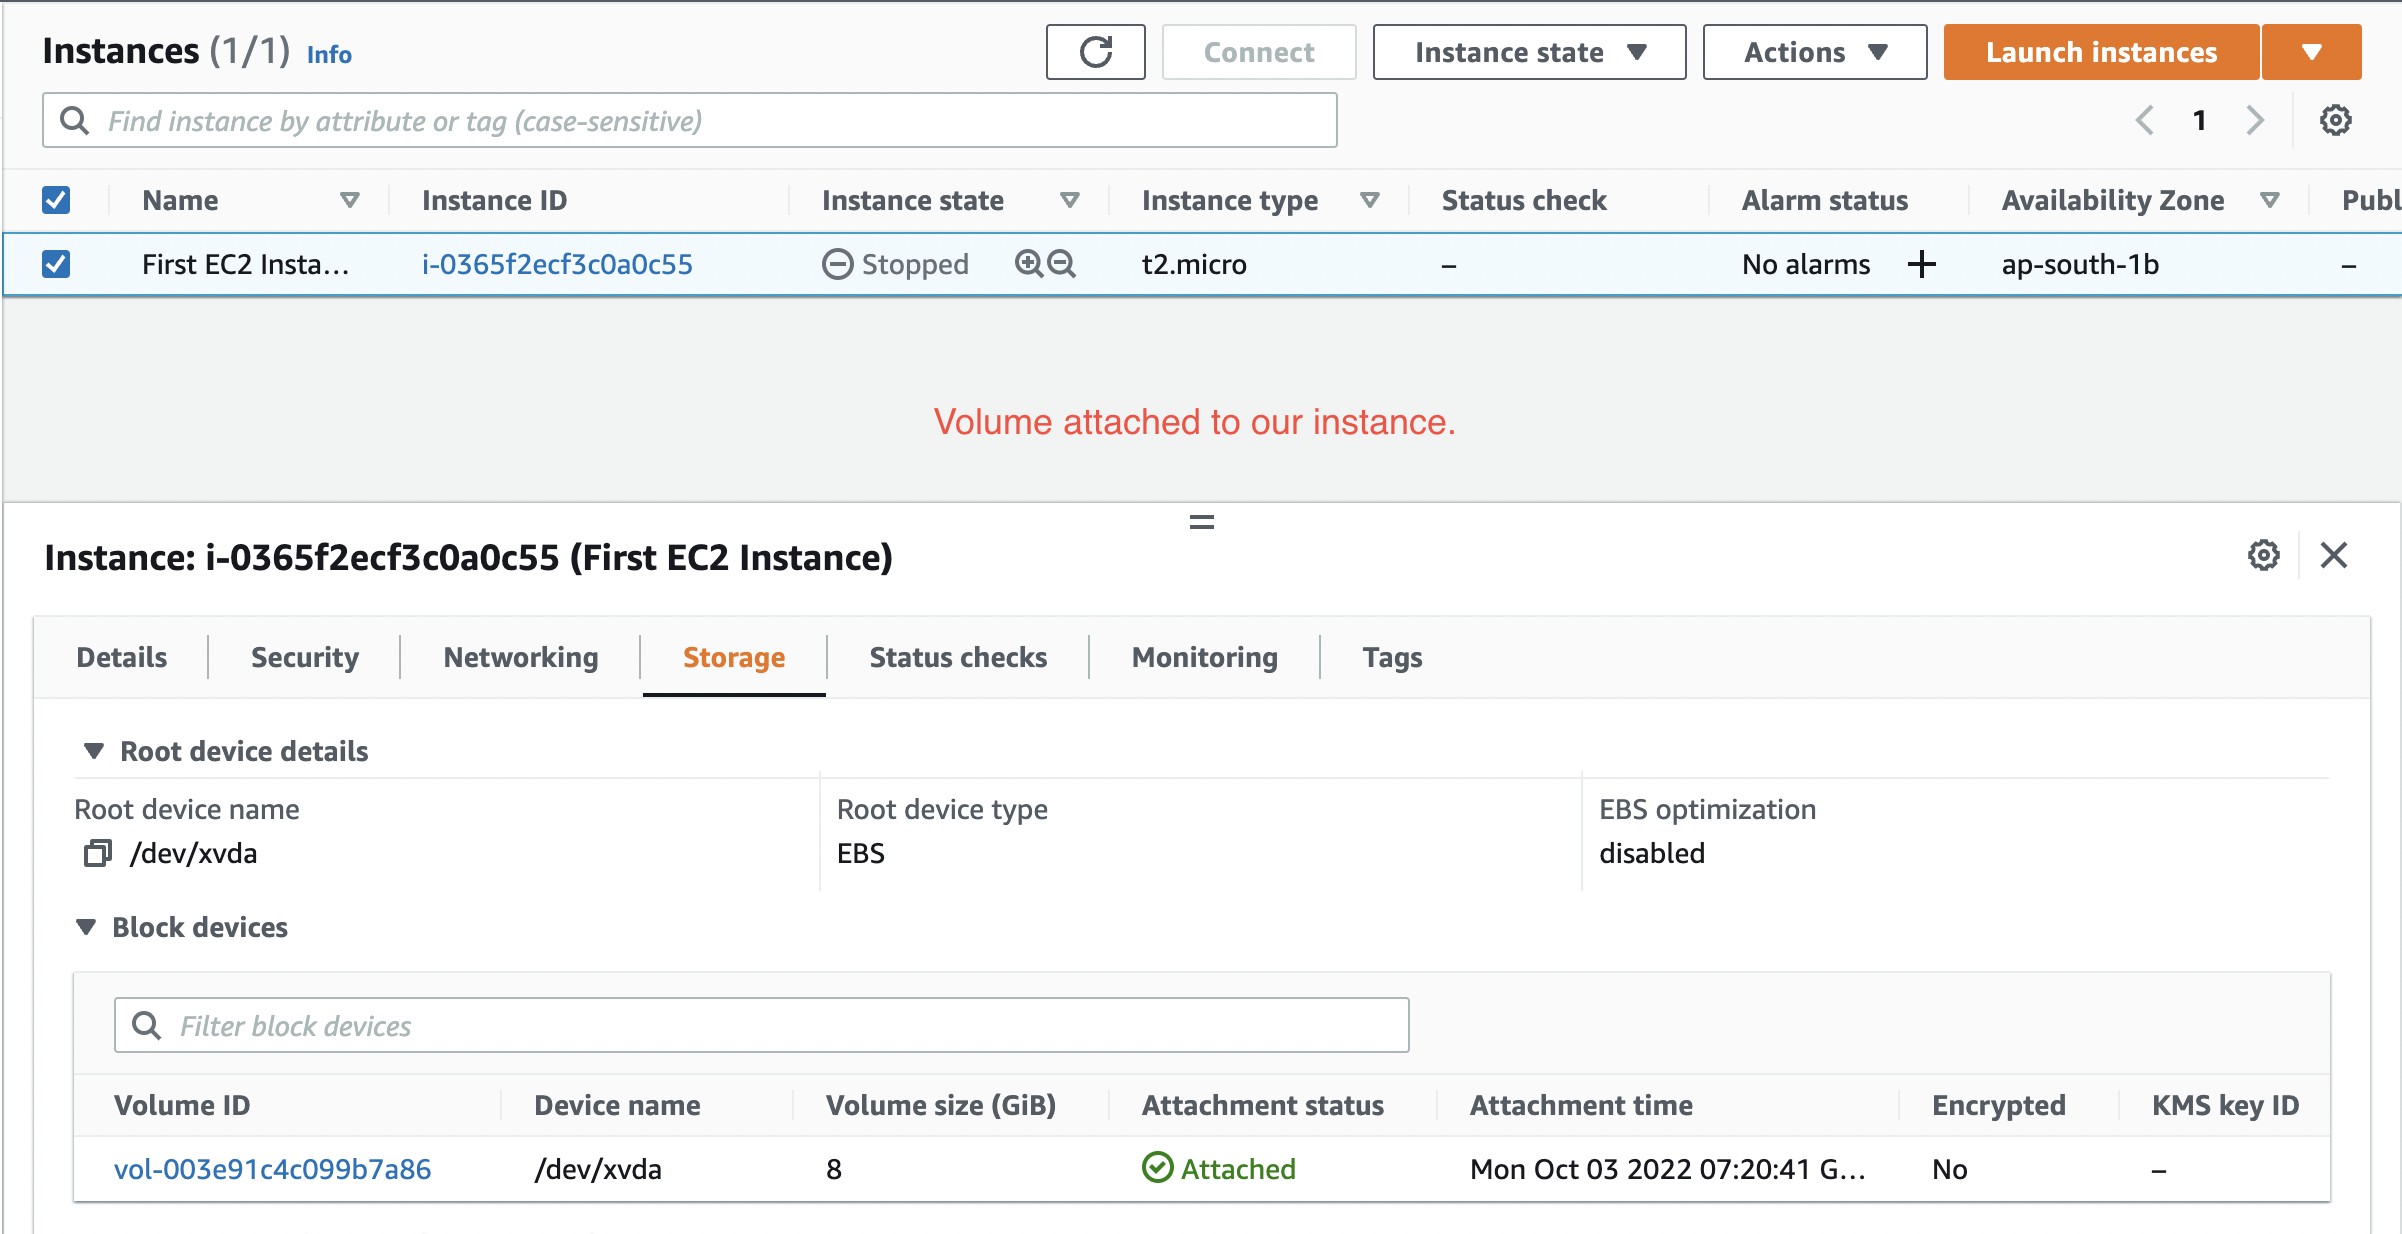 Instances (1/1) Info Connect Instance state Actions Launch instances
Find instance by attribute or tag (case-sensitive) 1
Name Instance ID Instance state Instance type Status check Alarm status Availability Zone Publ
First EC2 Insta... i-0365f2ecf3c0a0c55 Stopped t2.micro – No alarms + ap-south-1b –
Volume attached to our instance.
Instance: i-0365f2ecf3c0a0c55 (First EC2 Instance)
Details Security Networking Storage Status checks Monitoring Tags
Root device details
Root device name Root device type EBS optimization
/dev/xvda EBS disabled
Block devices
Filter block devices
Volume ID Device name Volume size (GiB) Attachment status Attachment time Encrypted KMS key ID
vol-003e91c4c099b7a86 /dev/xvda 8 Attached Mon Oct 03 2022 07:20:41 G... No –